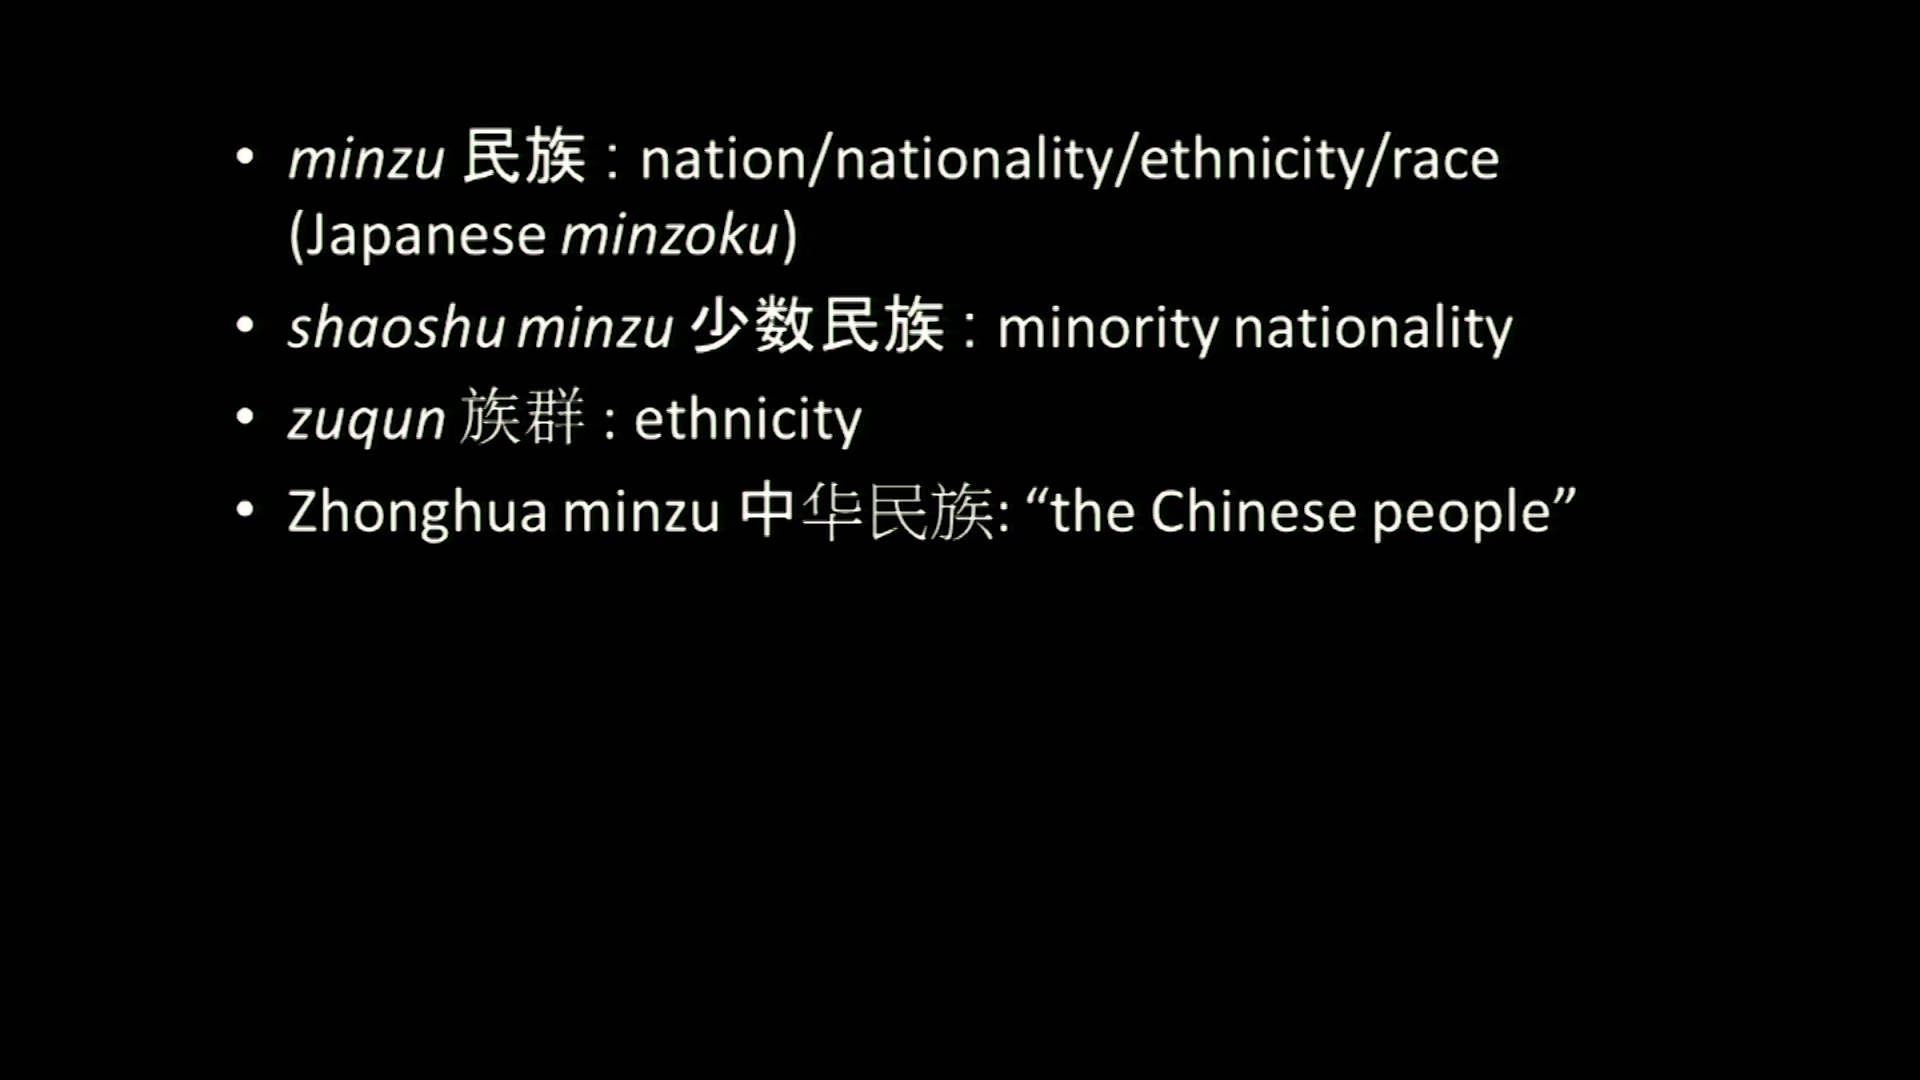 • minzu 民族 : nation/nationality/ethnicity/race
(Japanese minzoku)
• shaoshu minzu 少数民族 : minority nationality
• zuqun 族群 : ethnicity
• Zhonghua minzu 中华民族: “the Chinese people”